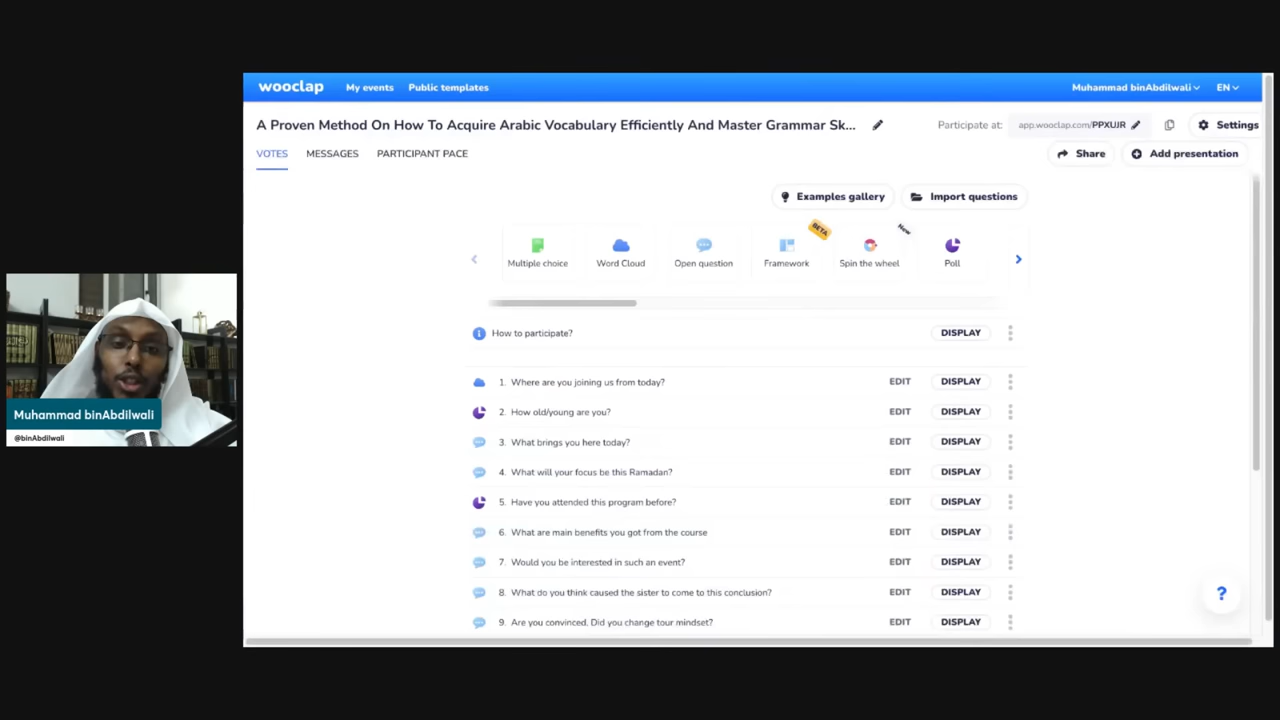 wooclap My events Public templates Muhammad binAbdilwali EN
A Proven Method On How To Acquire Arabic Vocabulary Efficiently And Master Grammar Sk... Participate at: app.wooclap.com/PPXUJR Settings
VOTES MESSAGES PARTICIPANT PACE Share Add presentation
Examples gallery Import questions
BETA New
Multiple choice Word Cloud Open question Framework Spin the wheel Poll
How to participate? DISPLAY
1. Where are you joining us from today? EDIT DISPLAY
2. How old/young are you? EDIT DISPLAY
3. What brings you here today? EDIT DISPLAY
4. What will your focus be this Ramadan? EDIT DISPLAY
5. Have you attended this program before? EDIT DISPLAY
6. What are main benefits you got from the course EDIT DISPLAY
7. Would you be interested in such an event? EDIT DISPLAY
8. What do you think caused the sister to come to this conclusion? EDIT DISPLAY
9. Are you convinced. Did you change tour mindset? EDIT DISPLAY
?
Muhammad binAbdilwali
@binAbdilwali